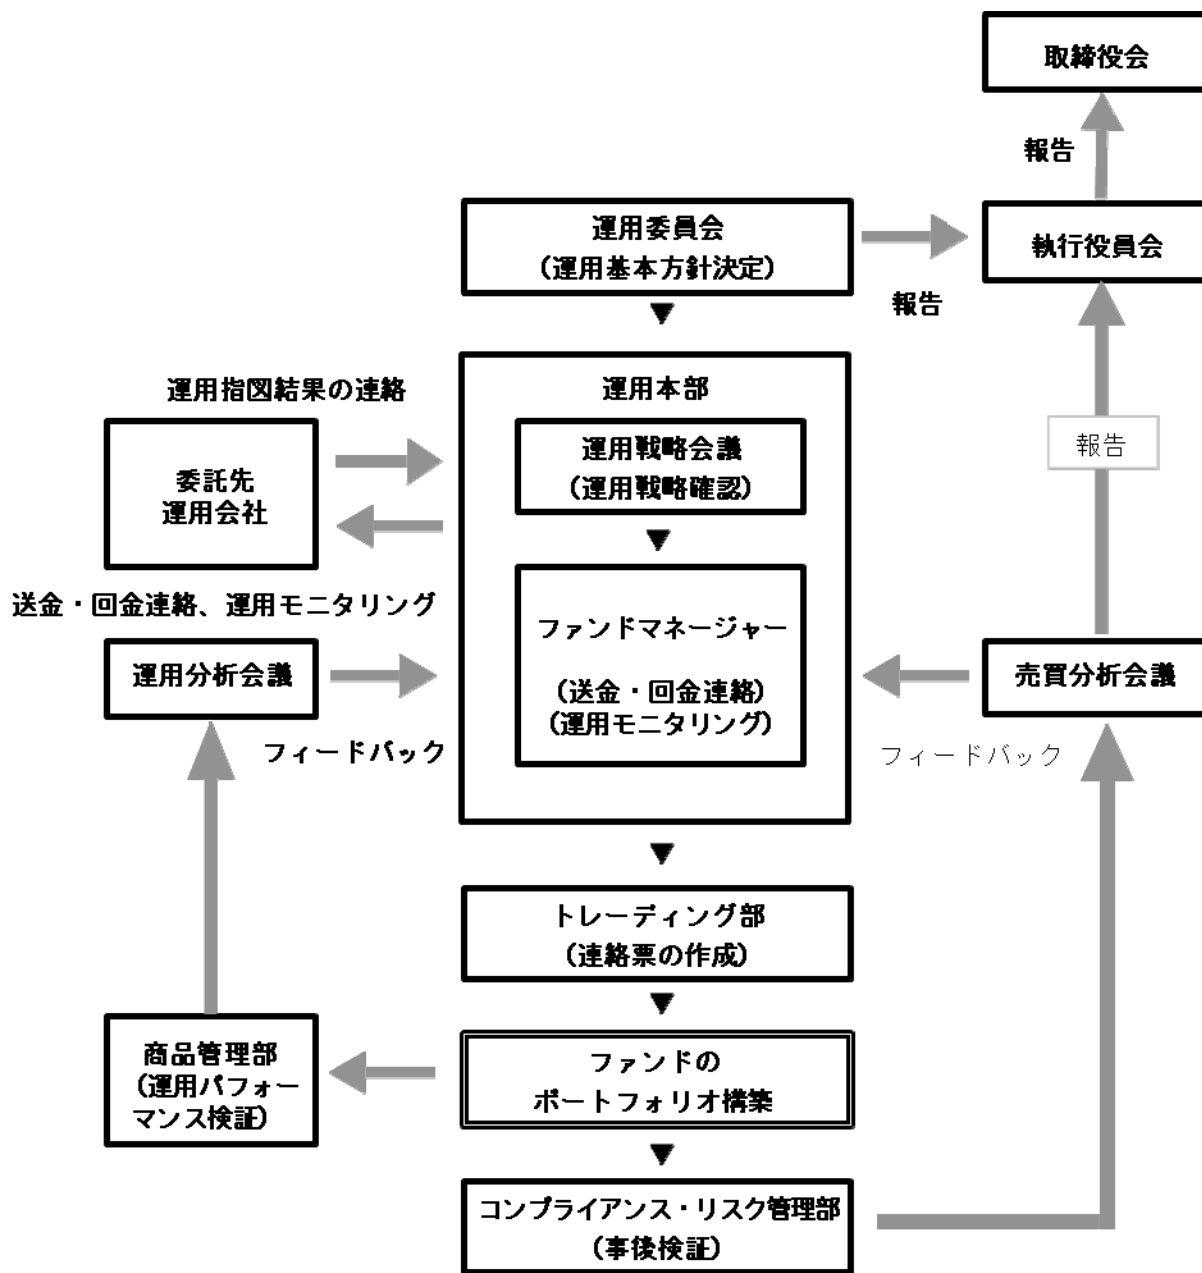 取締役会
報告
運用委員会
(運用基本方針決定)
執行役員会
報告
運用指図結果の連絡
運用本部
委託先
運用会社
運用戦略会議
(運用戦略確認)
報告
送金・回金連絡、運用モニタリング
ファンドマネージャー
(送金・回金連絡)
(運用モニタリング)
運用分析会議
売買分析会議
フィードバック
フィードバック
トレーディング部
(連絡票の作成)
商品管理部
(運用パフォー
マンス検証)
ファンドの
ポートフォリオ構築
コンプライアンス・リスク管理部
(事後検証)